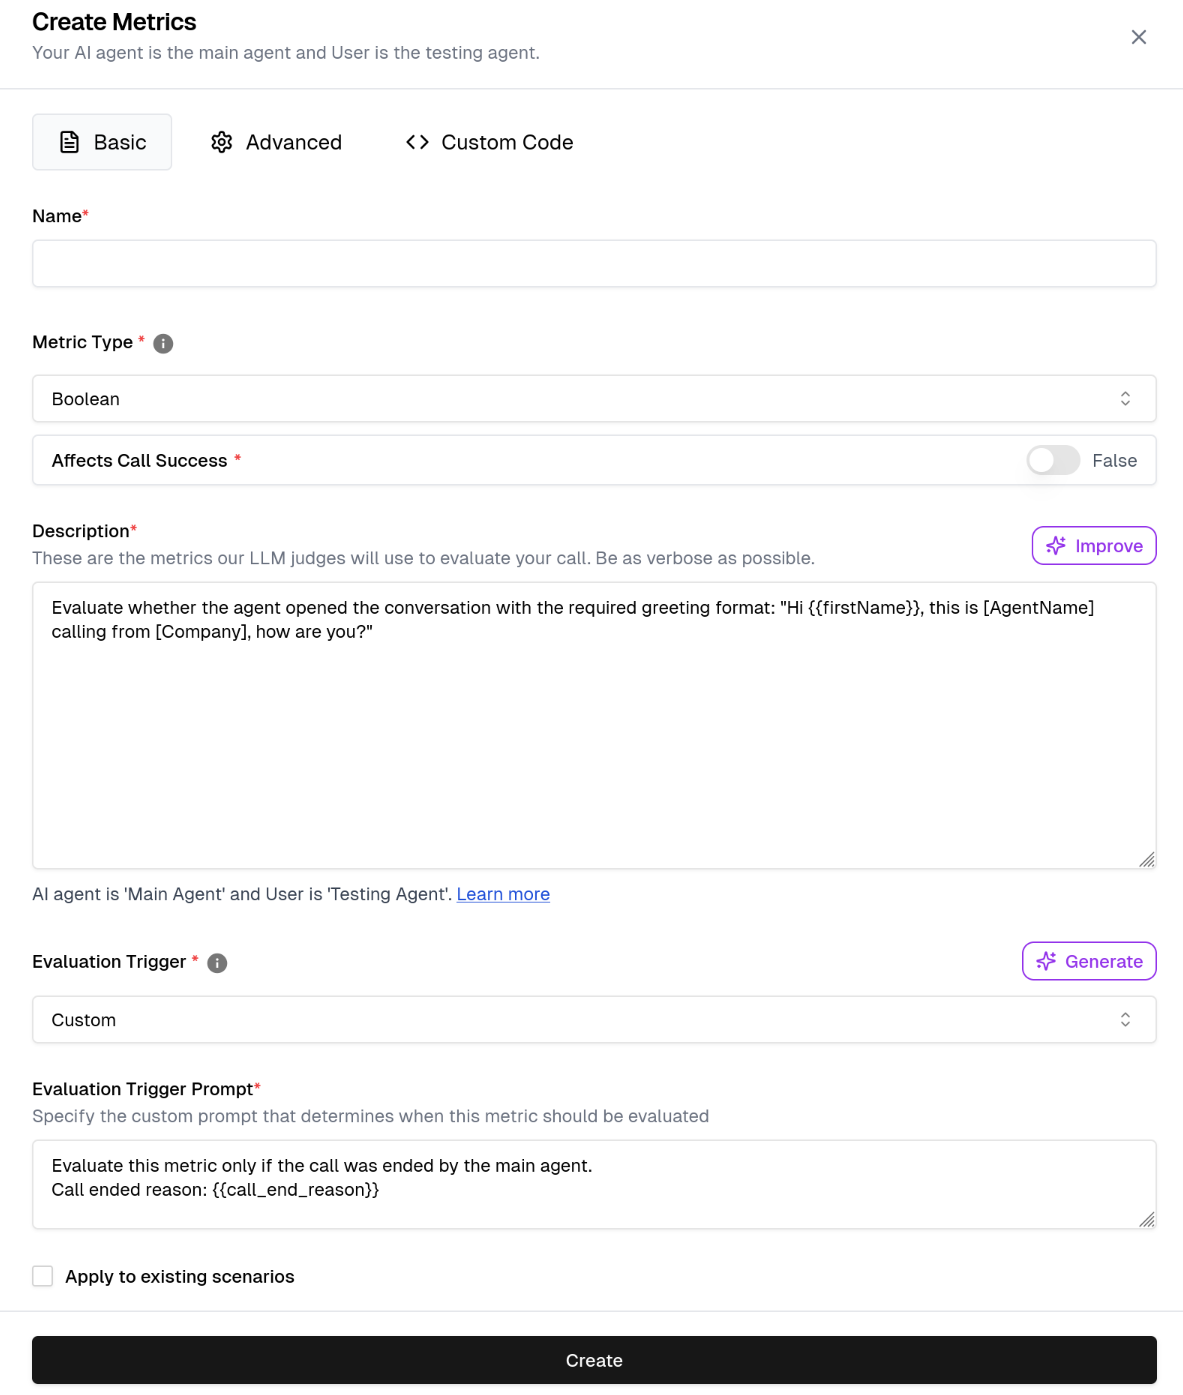 Create Metrics
Your AI agent is the main agent and User is the testing agent.
Basic
Advanced
Custom Code
Name*
Metric Type *
Boolean
Affects Call Success *
False
Description*
These are the metrics our LLM judges will use to evaluate your call. Be as verbose as possible.
Improve
Evaluate whether the agent opened the conversation with the required greeting format: "Hi {{firstName}}, this is [AgentName]
calling from [Company], how are you?"
AI agent is 'Main Agent' and User is 'Testing Agent'. Learn more
Evaluation Trigger *
Generate
Custom
Evaluation Trigger Prompt*
Specify the custom prompt that determines when this metric should be evaluated
Evaluate this metric only if the call was ended by the main agent.
Call ended reason: {{call_end_reason}}
Apply to existing scenarios
Create